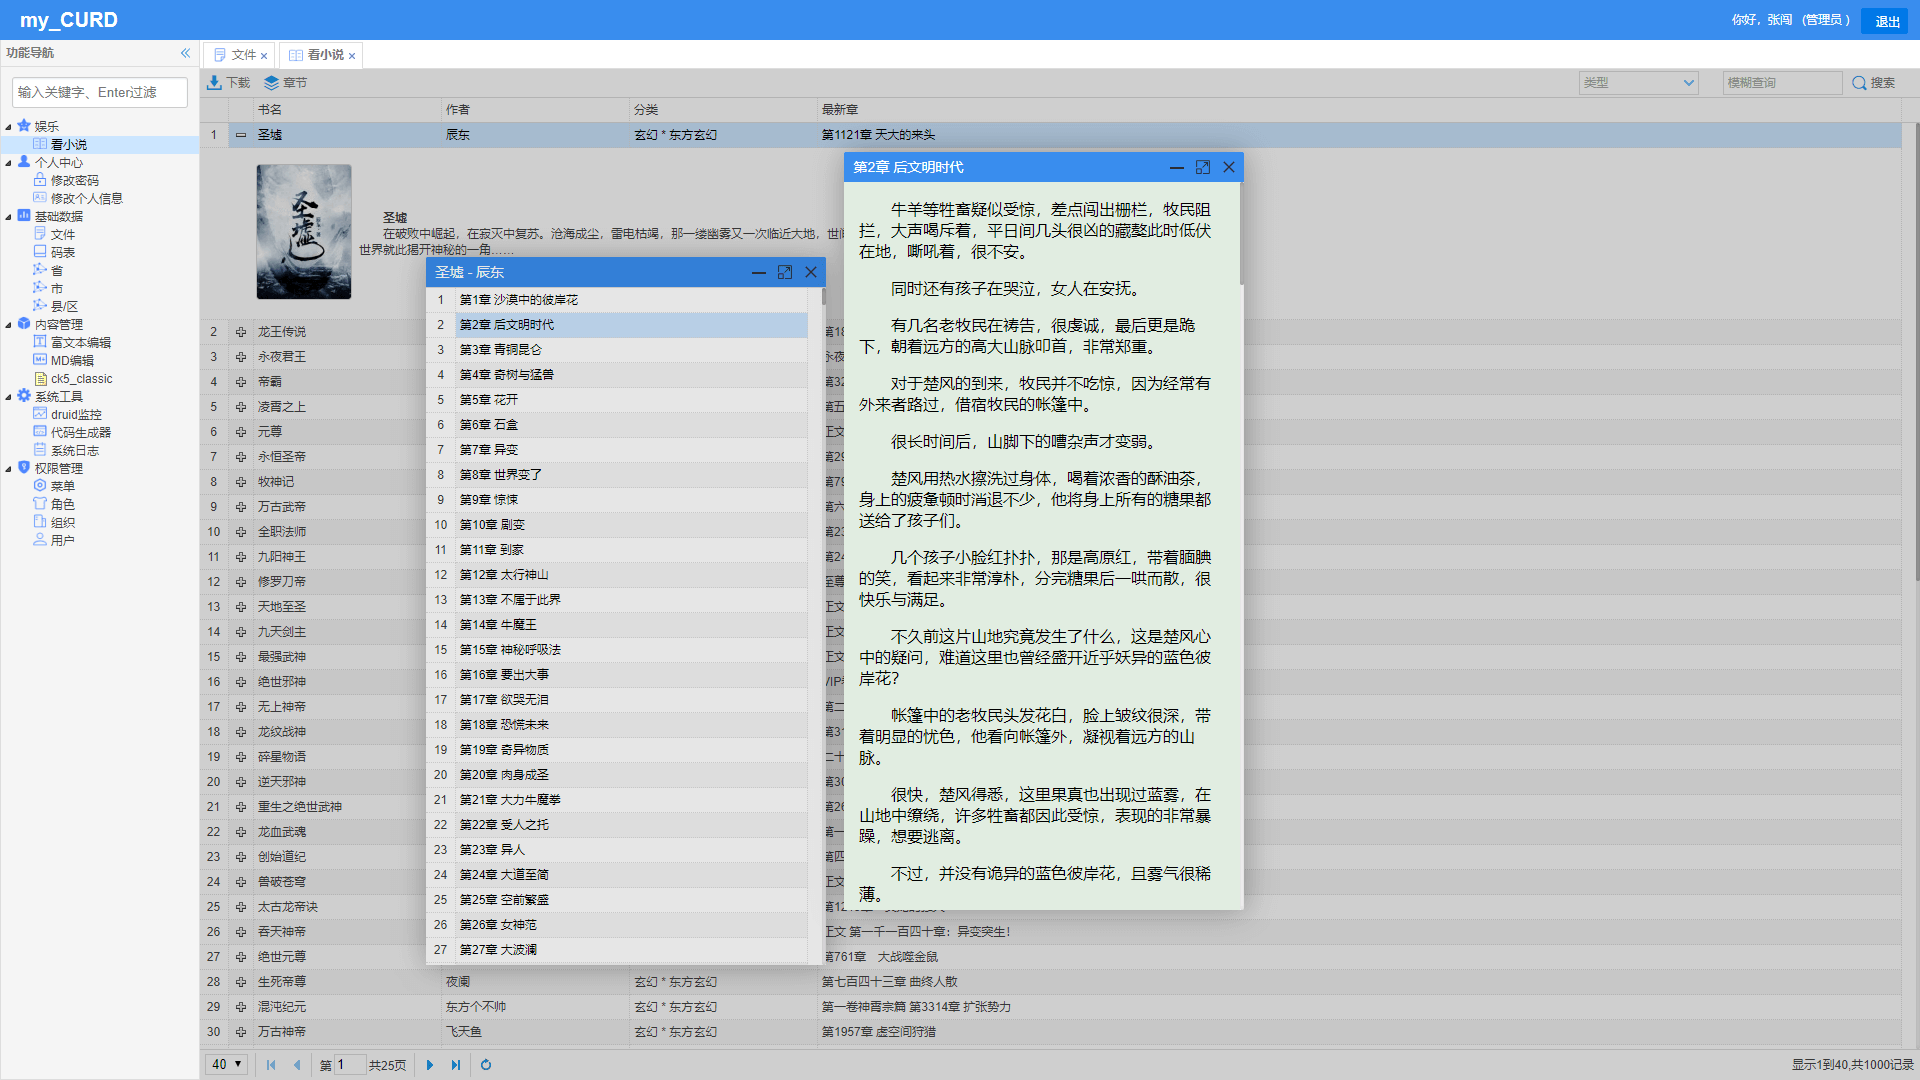 my_CURD
你好，张闯 （管理员 ）
退出
功能导航
文件
看小说
输入关键字、Enter过滤
娱乐
看小说
个人中心
修改密码
修改个人信息
基础数据
文件
码表
省
市
县/区
内容管理
富文本编辑
MD编辑
ck5_classic
系统工具
druid监控
代码生成器
系统日志
权限管理
菜单
角色
组织
用户
下载 章节
类型 模糊查询 搜索
书名 作者 分类 最新章
1 圣墟 辰东 玄幻 * 东方玄幻 第1121章 天大的来头
圣墟
在破败中崛起，在寂灭中复苏。沧海成尘，雷电枯竭，那一缕幽雾又一次临近大地，世间
世界就此揭开神秘的一角……
2 龙王传说
3 永夜君王
4 帝霸
5 凌霄之上
6 元尊
7 永恒圣帝
8 牧神记
9 万古武帝
10 全职法师
11 九阳神王
12 修罗刀帝
13 天地至圣
14 九天剑主
15 最强武神
16 绝世邪神
17 无上神帝
18 龙纹战神
19 碎星物语
20 逆天邪神
21 重生之绝世武神
22 龙血武魂
23 创始道纪
24 兽破苍穹
25 太古龙帝诀
26 吞天神帝 正文 第一千一百四十章：异变突生！
27 绝世元尊 第761章 大战噬金鼠
28 生死帝尊 夜阑 玄幻 * 东方玄幻 第七百四十三章 曲终人散
29 混沌纪元 东方个不帅 玄幻 * 东方玄幻 第一卷神霄宗篇 第3314章 扩张势力
30 万古神帝 飞天鱼 玄幻 * 东方玄幻 第1957章 虚空间狩猎
圣墟 - 辰东
1 第1章 沙漠中的彼岸花
2 第2章 后文明时代
3 第3章 青铜昆仑
4 第4章 奇树与猛兽
5 第5章 花开
6 第6章 石盒
7 第7章 异变
8 第8章 世界变了
9 第9章 惊悚
10 第10章 剧变
11 第11章 到家
12 第12章 太行神山
13 第13章 不属于此界
14 第14章 牛魔王
15 第15章 神秘呼吸法
16 第16章 要出大事
17 第17章 欲哭无泪
18 第18章 恐慌未来
19 第19章 奇异物质
20 第20章 肉身成圣
21 第21章 大力牛魔拳
22 第22章 受人之托
23 第23章 异人
24 第24章 大道至简
25 第25章 空前繁盛
26 第26章 女神范
27 第27章 大波澜
第2章 后文明时代
牛羊等牲畜疑似受惊，差点闯出栅栏，牧民阻
拦，大声喝斥着，平日间几头很凶的藏獒此时低伏
在地，嘶吼着，很不安。
同时还有孩子在哭泣，女人在安抚。
有几名老牧民在祷告，很虔诚，最后更是跪
下，朝着远方的高大山脉叩首，非常郑重。
对于楚风的到来，牧民并不吃惊，因为经常有
外来者路过，借宿牧民的帐篷中。
很长时间后，山脚下的嘈杂声才变弱。
楚风用热水擦洗过身体，喝着浓香的酥油茶，
身上的疲惫顿时消退不少，他将身上所有的糖果都
送给了孩子们。
几个孩子小脸红扑扑，那是高原红，带着腼腆
的笑，看起来非常淳朴，分完糖果后一哄而散，很
快乐与满足。
不久前这片山地究竟发生了什么，这是楚风心
中的疑问，难道这里也曾经盛开近乎妖异的蓝色彼
岸花？
帐篷中的老牧民头发花白，脸上皱纹很深，带
着明显的忧色，他看向帐篷外，凝视着远方的山
脉。
很快，楚风得悉，这里果真也出现过蓝雾，在
山地中缭绕，许多牲畜都因此受惊，表现的非常暴
躁，想要逃离。
不过，并没有诡异的蓝色彼岸花，且雾气很稀
薄。
40 第 1 共25页
显示1到40,共1000记录